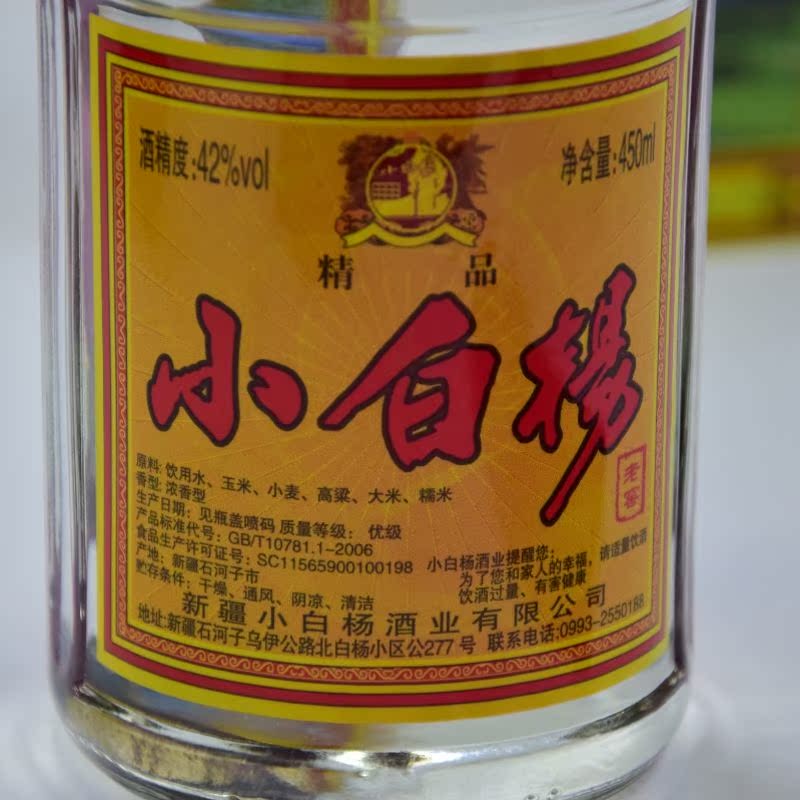 酒精度:42%vol
净含量:450ml
精 品
小白杨
老窖
原料: 饮用水、玉米、小麦、高粱、大米、糯米
香型: 浓香型
生产日期: 见瓶盖喷码 质量等级: 优级
产品标准代号: GB/T10781.1-2006
食品生产许可证号: SC11565900100198
产地: 新疆石河子市
贮存条件: 干燥、通风、阴凉、清洁
小白杨酒业提醒您:
为了您和家人的幸福, 请适量饮酒
饮酒过量、有害健康
新疆小白杨酒业有限公司
地址:新疆石河子乌伊公路北白杨小区公277号 联系电话:0993-2550188